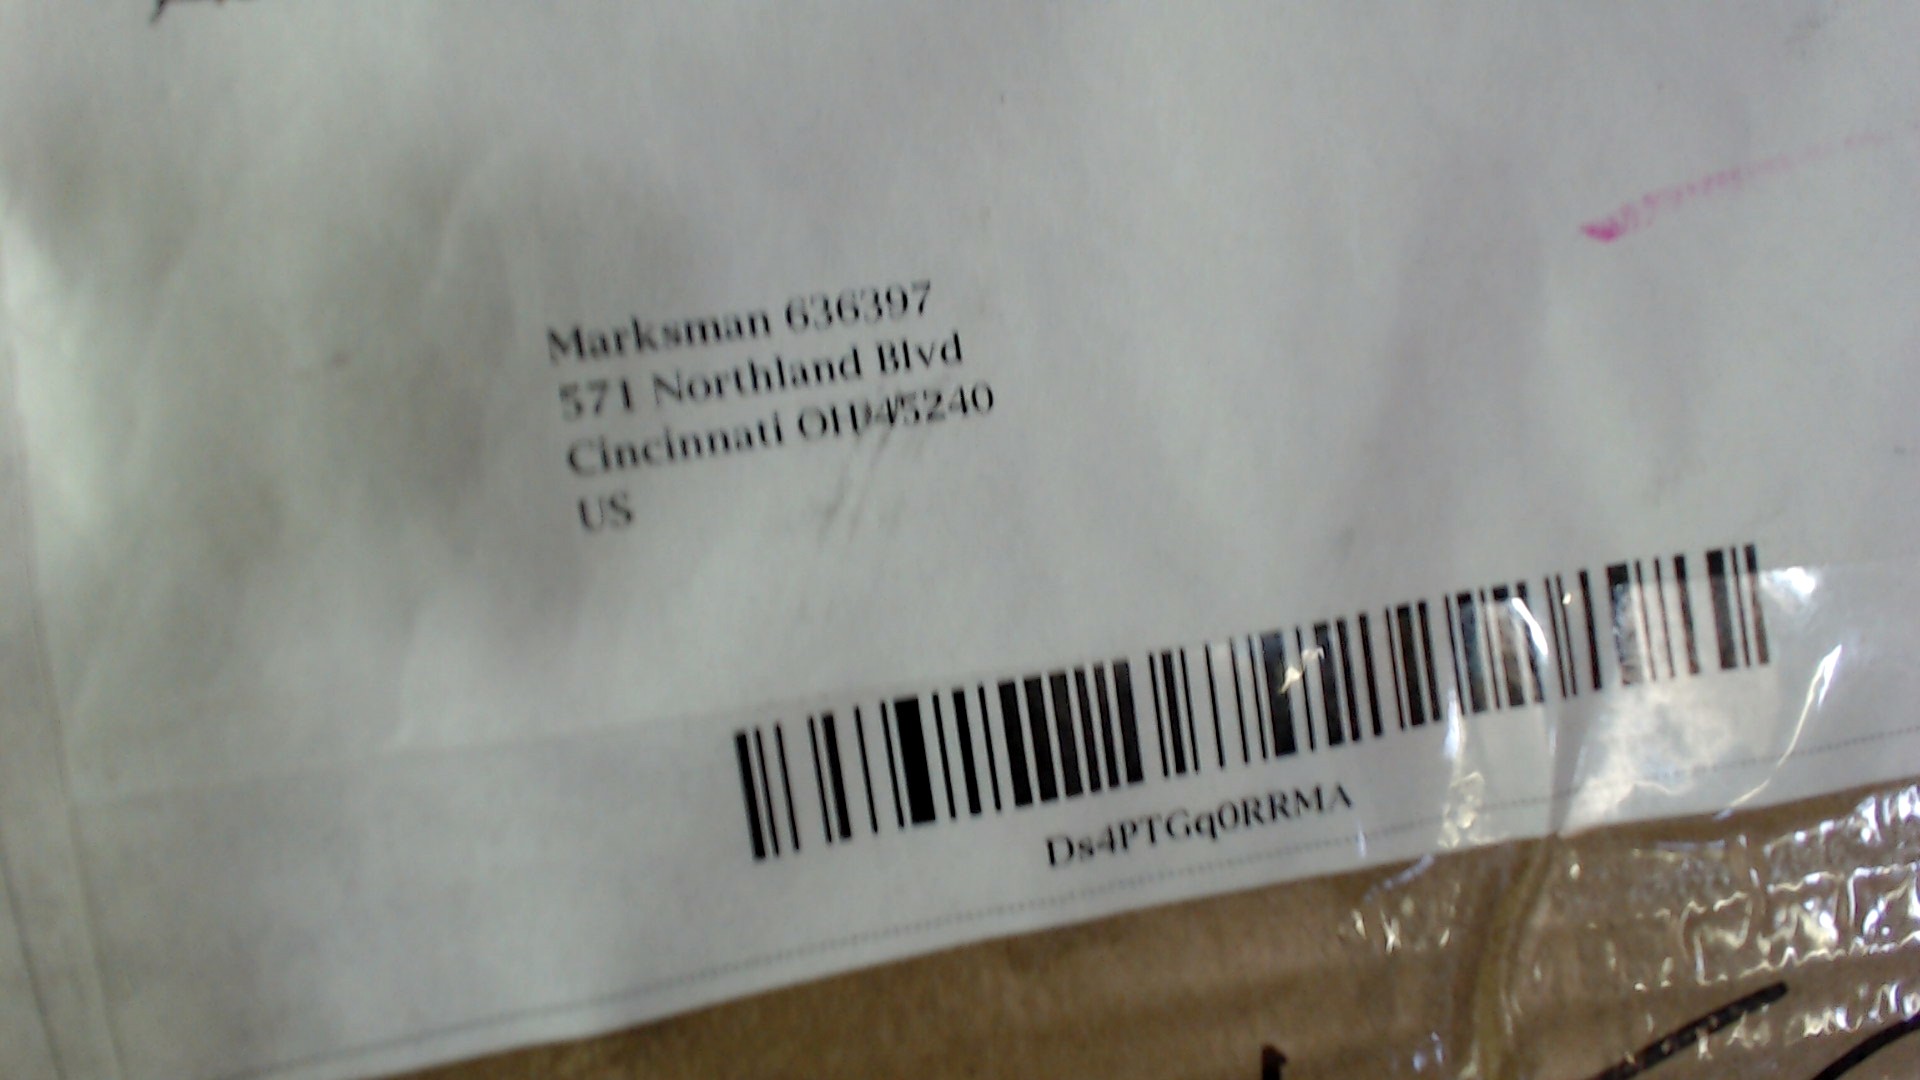 Marksman 636397
571 Northland Blvd
Cincinnati OH 45240
US
Ds4PTGq0RRMA